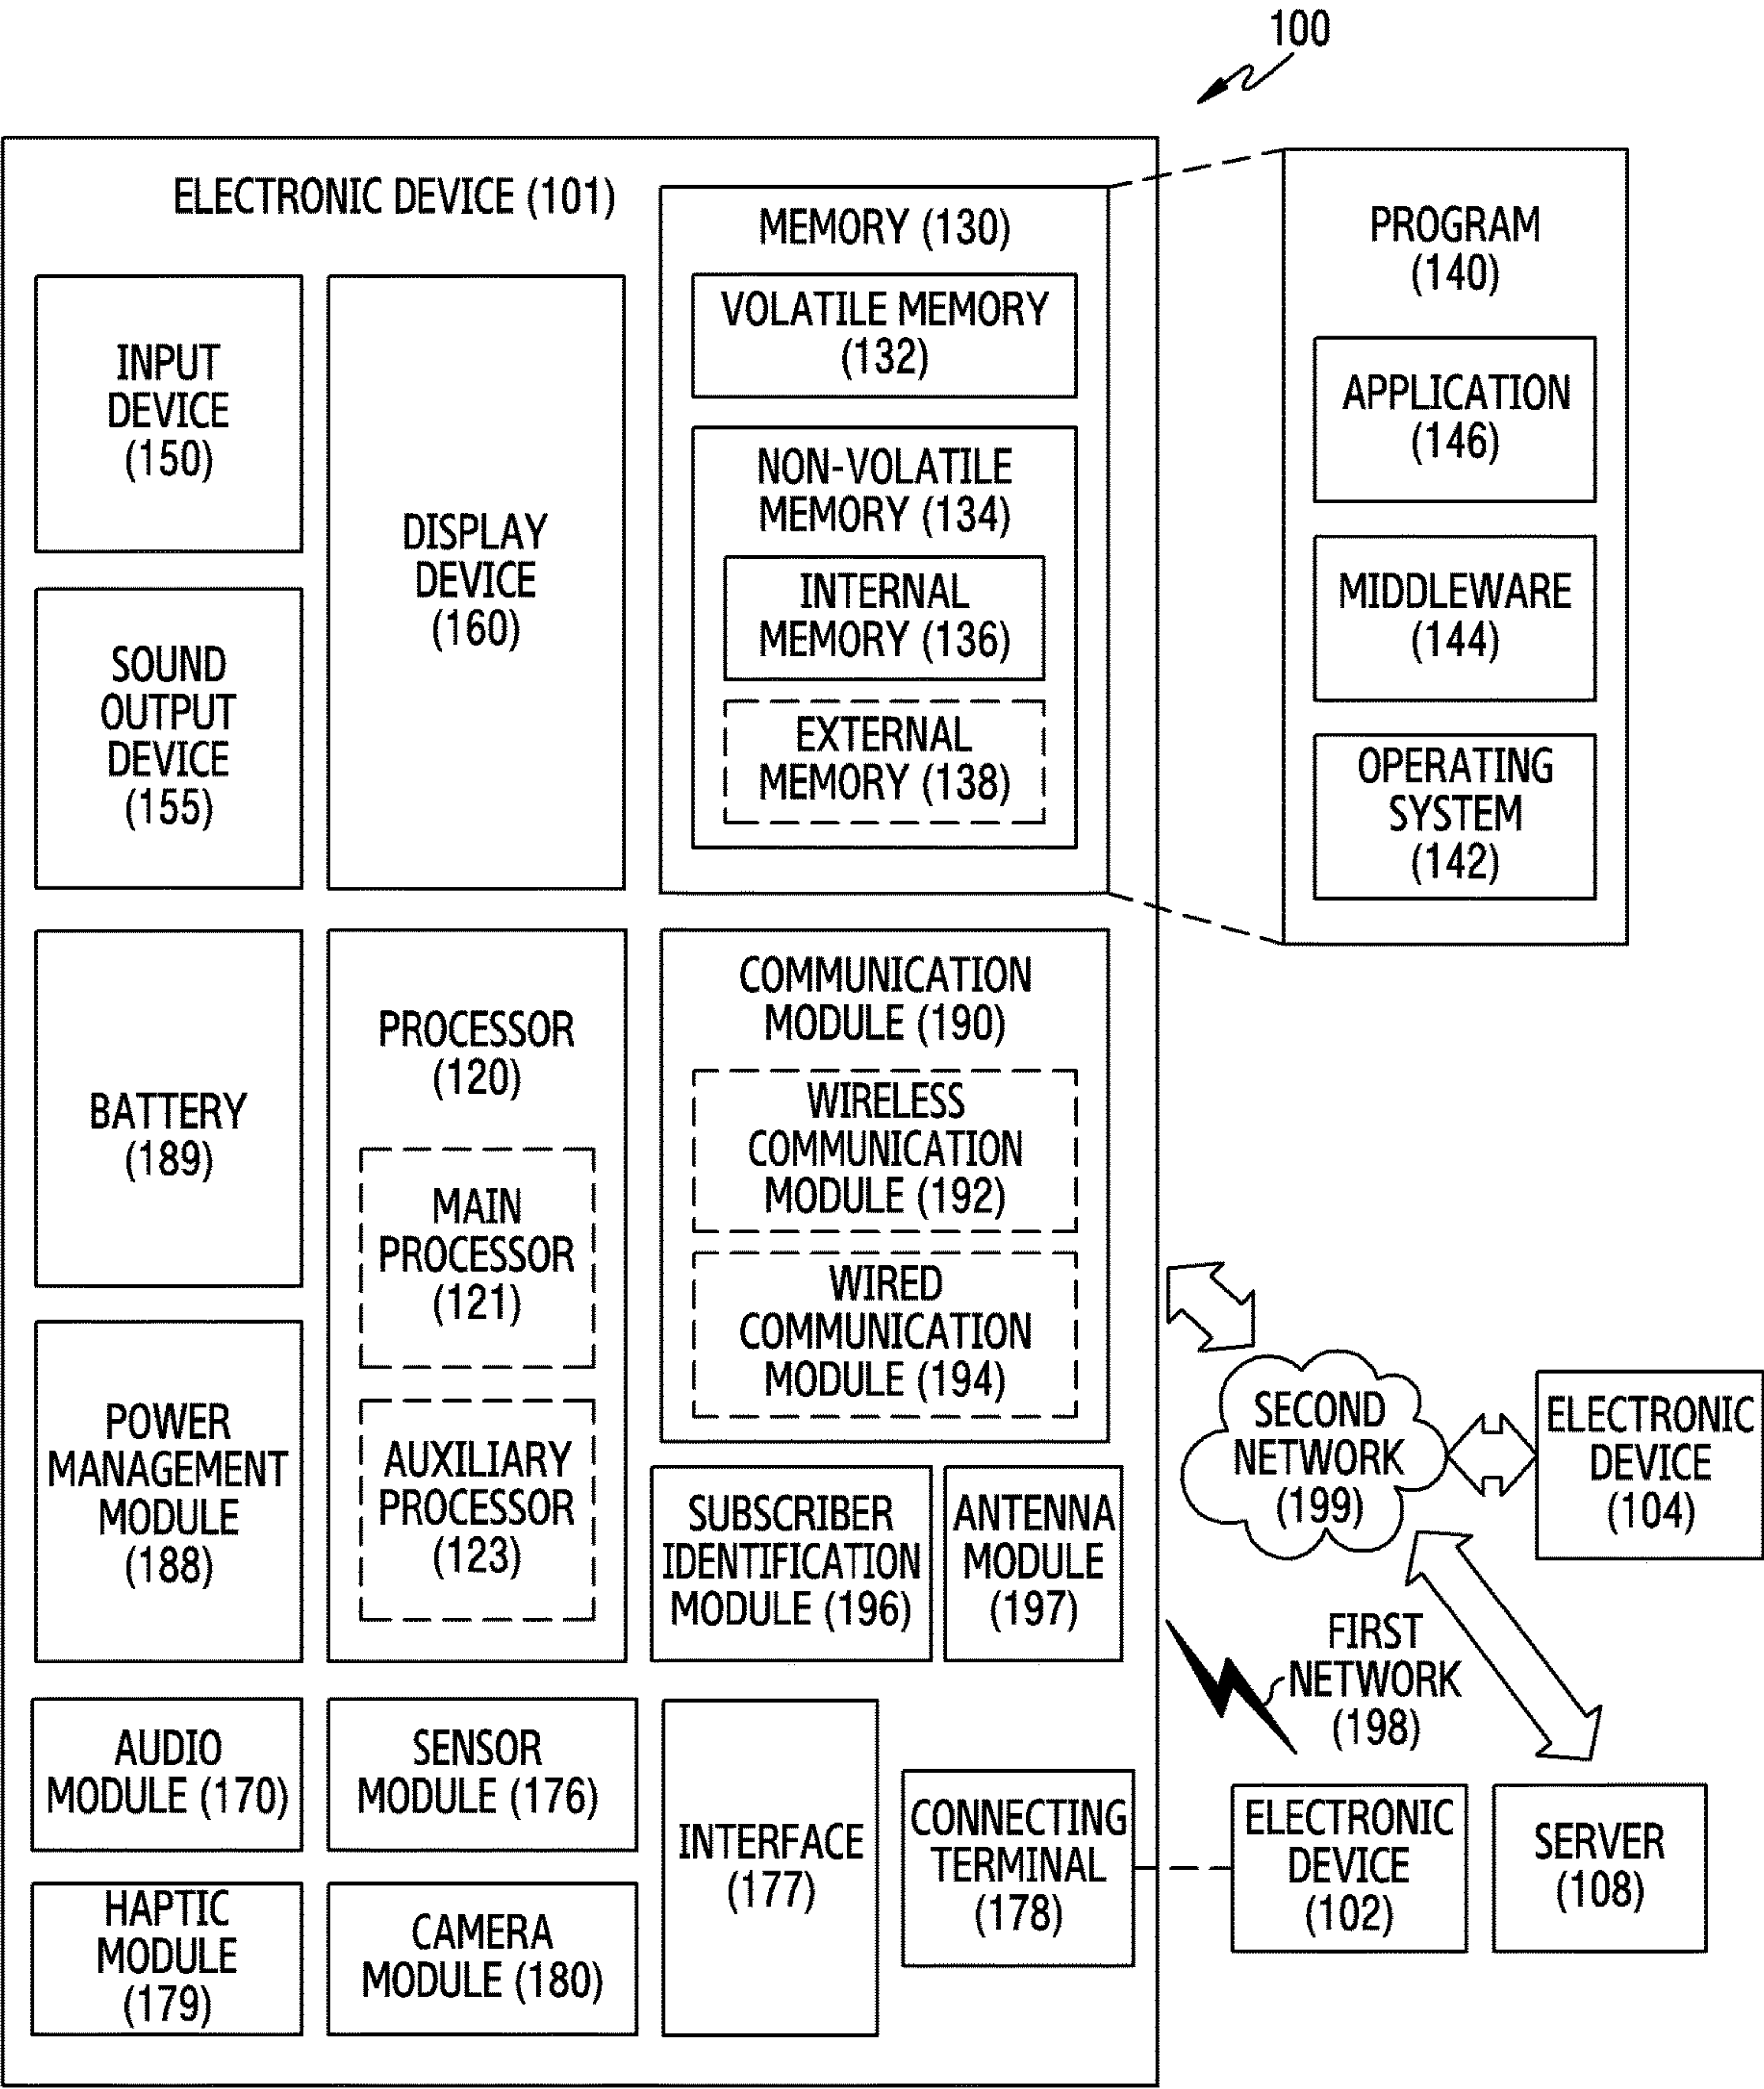 100
ELECTRONIC DEVICE (101)
INPUT
DEVICE
(150)
SOUND
OUTPUT
DEVICE
(155)
DISPLAY
DEVICE
(160)
MEMORY (130)
VOLATILE MEMORY
(132)
NON-VOLATILE
MEMORY (134)
INTERNAL
MEMORY (136)
EXTERNAL
MEMORY (138)
PROGRAM
(140)
APPLICATION
(146)
MIDDLEWARE
(144)
OPERATING
SYSTEM
(142)
BATTERY
(189)
POWER
MANAGEMENT
MODULE
(188)
PROCESSOR
(120)
MAIN
PROCESSOR
(121)
AUXILIARY
PROCESSOR
(123)
COMMUNICATION
MODULE (190)
WIRELESS
COMMUNICATION
MODULE (192)
WIRED
COMMUNICATION
MODULE (194)
SUBSCRIBER
IDENTIFICATION
MODULE (196)
ANTENNA
MODULE
(197)
SECOND
NETWORK
(199)
ELECTRONIC
DEVICE
(104)
FIRST
NETWORK
(198)
AUDIO
MODULE (170)
SENSOR
MODULE (176)
HAPTIC
MODULE
(179)
CAMERA
MODULE (180)
INTERFACE
(177)
CONNECTING
TERMINAL
(178)
ELECTRONIC
DEVICE
(102)
SERVER
(108)